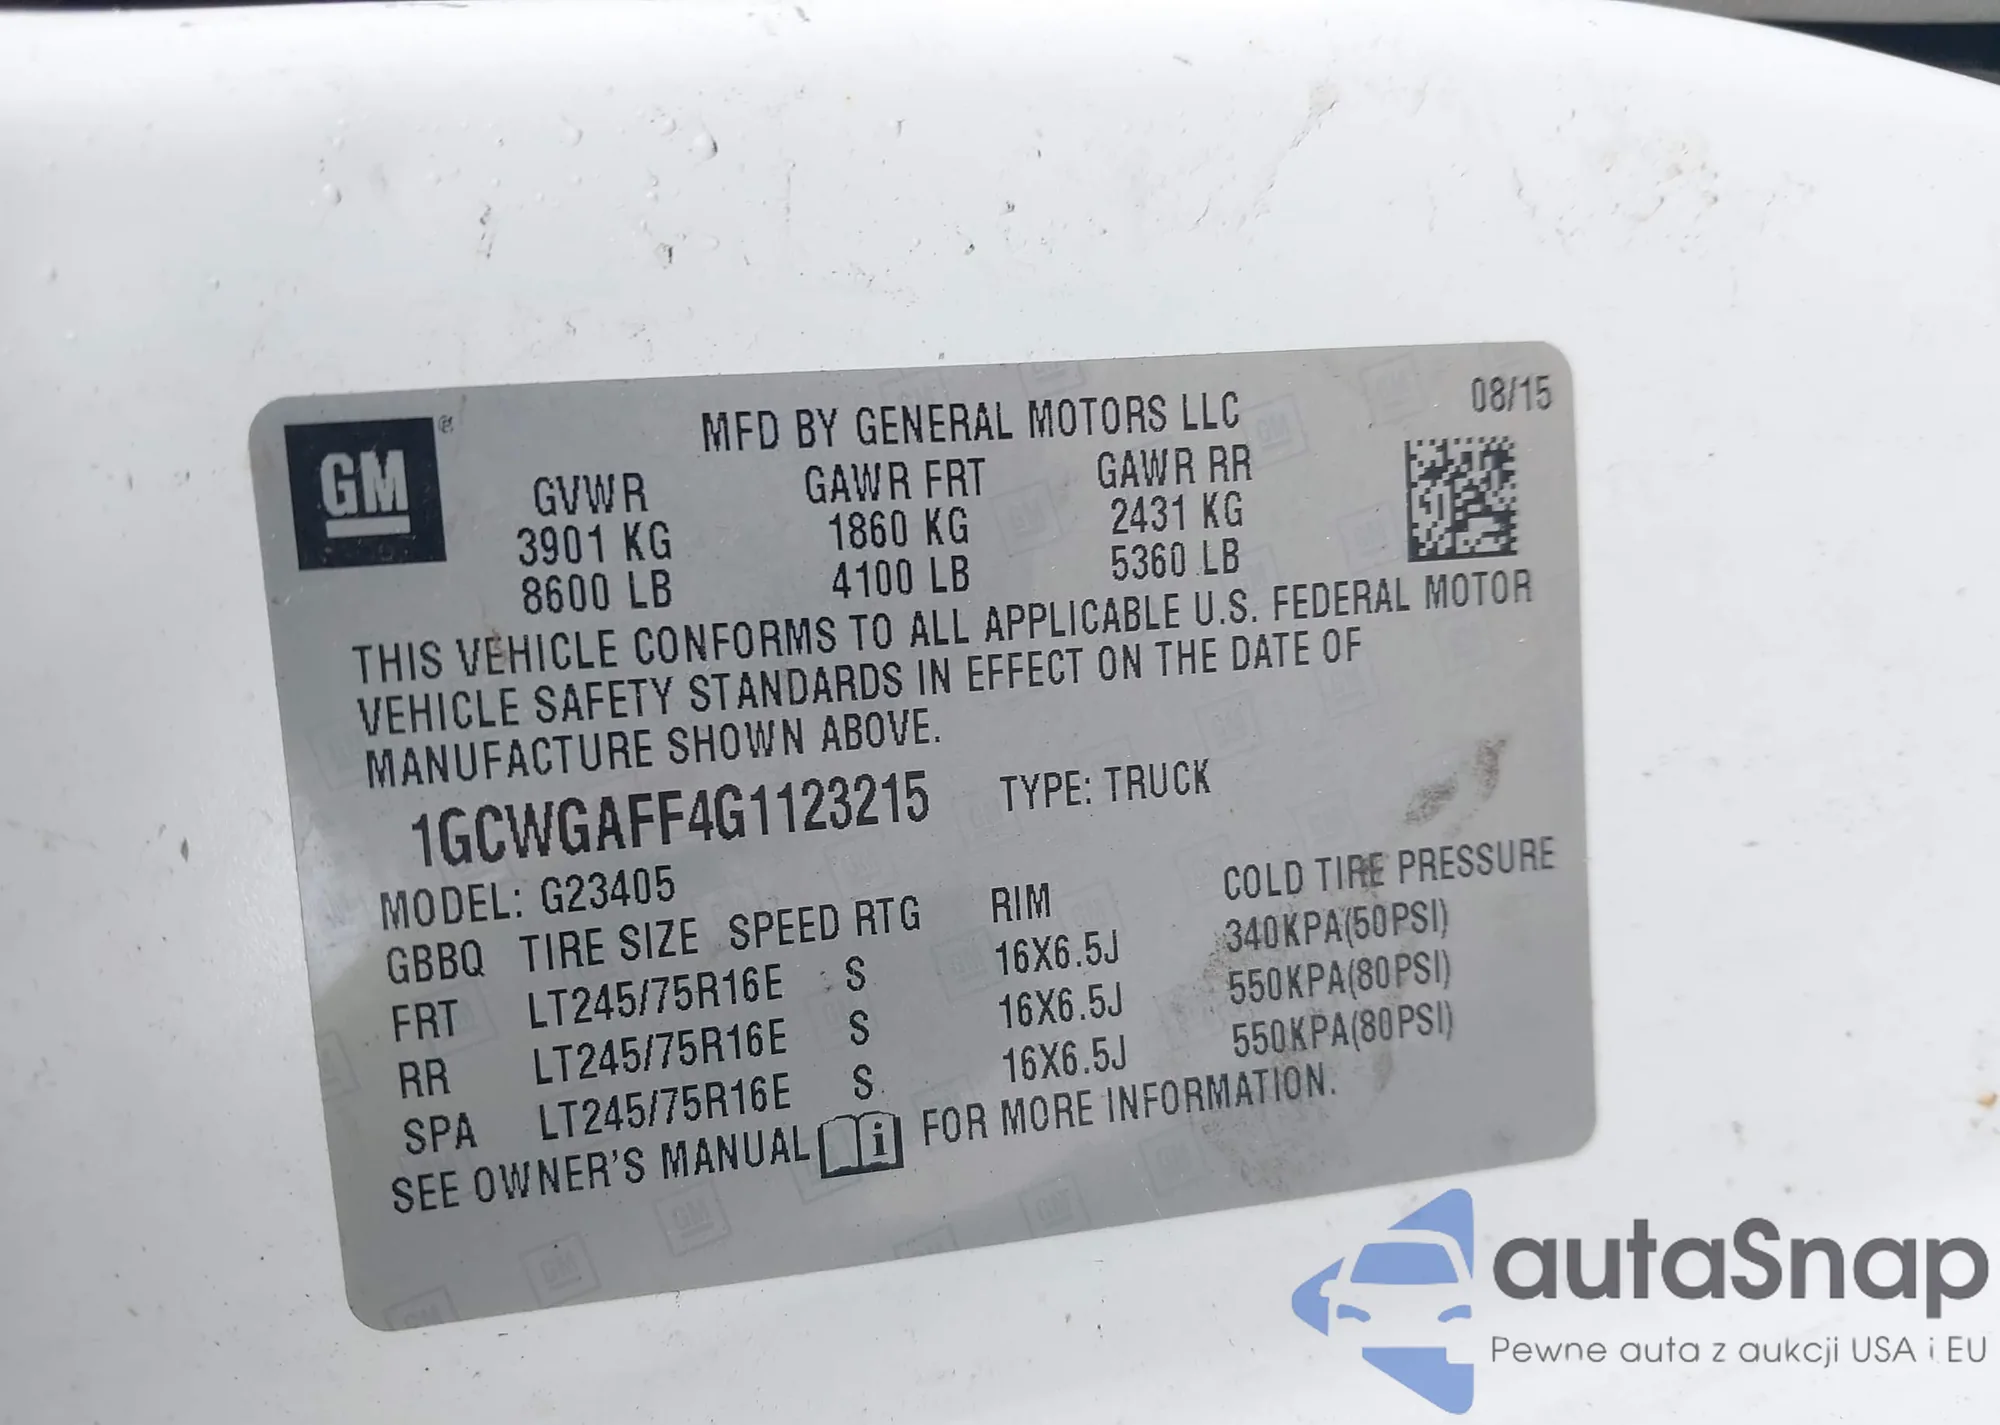 08/15
GM®
MFD BY GENERAL MOTORS LLC
GVWR GAWR FRT GAWR RR
3901 KG 1860 KG 2431 KG
8600 LB 4100 LB 5360 LB
THIS VEHICLE CONFORMS TO ALL APPLICABLE U.S. FEDERAL MOTOR
VEHICLE SAFETY STANDARDS IN EFFECT ON THE DATE OF
MANUFACTURE SHOWN ABOVE.
1GCWGAFF4G1123215 TYPE: TRUCK
MODEL: G23405
GBBQ TIRE SIZE SPEED RTG RIM COLD TIRE PRESSURE
FRT LT245/75R16E S 16X6.5J 340KPA(50PSI)
RR LT245/75R16E S 16X6.5J 550KPA(80PSI)
SPA LT245/75R16E S 16X6.5J 550KPA(80PSI)
SEE OWNER'S MANUAL i FOR MORE INFORMATION.
autaSnap
Pewne auta z aukcji USA i EU